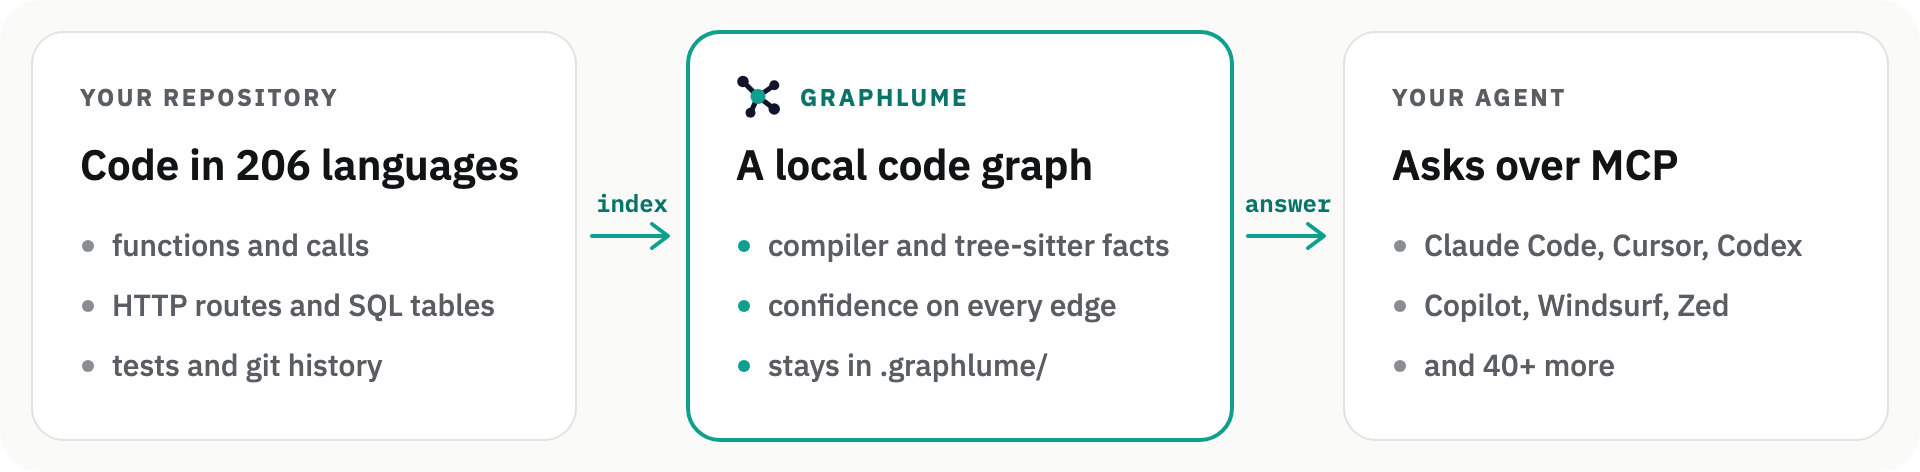 YOUR REPOSITORY
Code in 206 languages
functions and calls
HTTP routes and SQL tables
tests and git history
index
GRAPHLUME
A local code graph
compiler and tree-sitter facts
confidence on every edge
stays in .graphlume/
answer
YOUR AGENT
Asks over MCP
Claude Code, Cursor, Codex
Copilot, Windsurf, Zed
and 40+ more